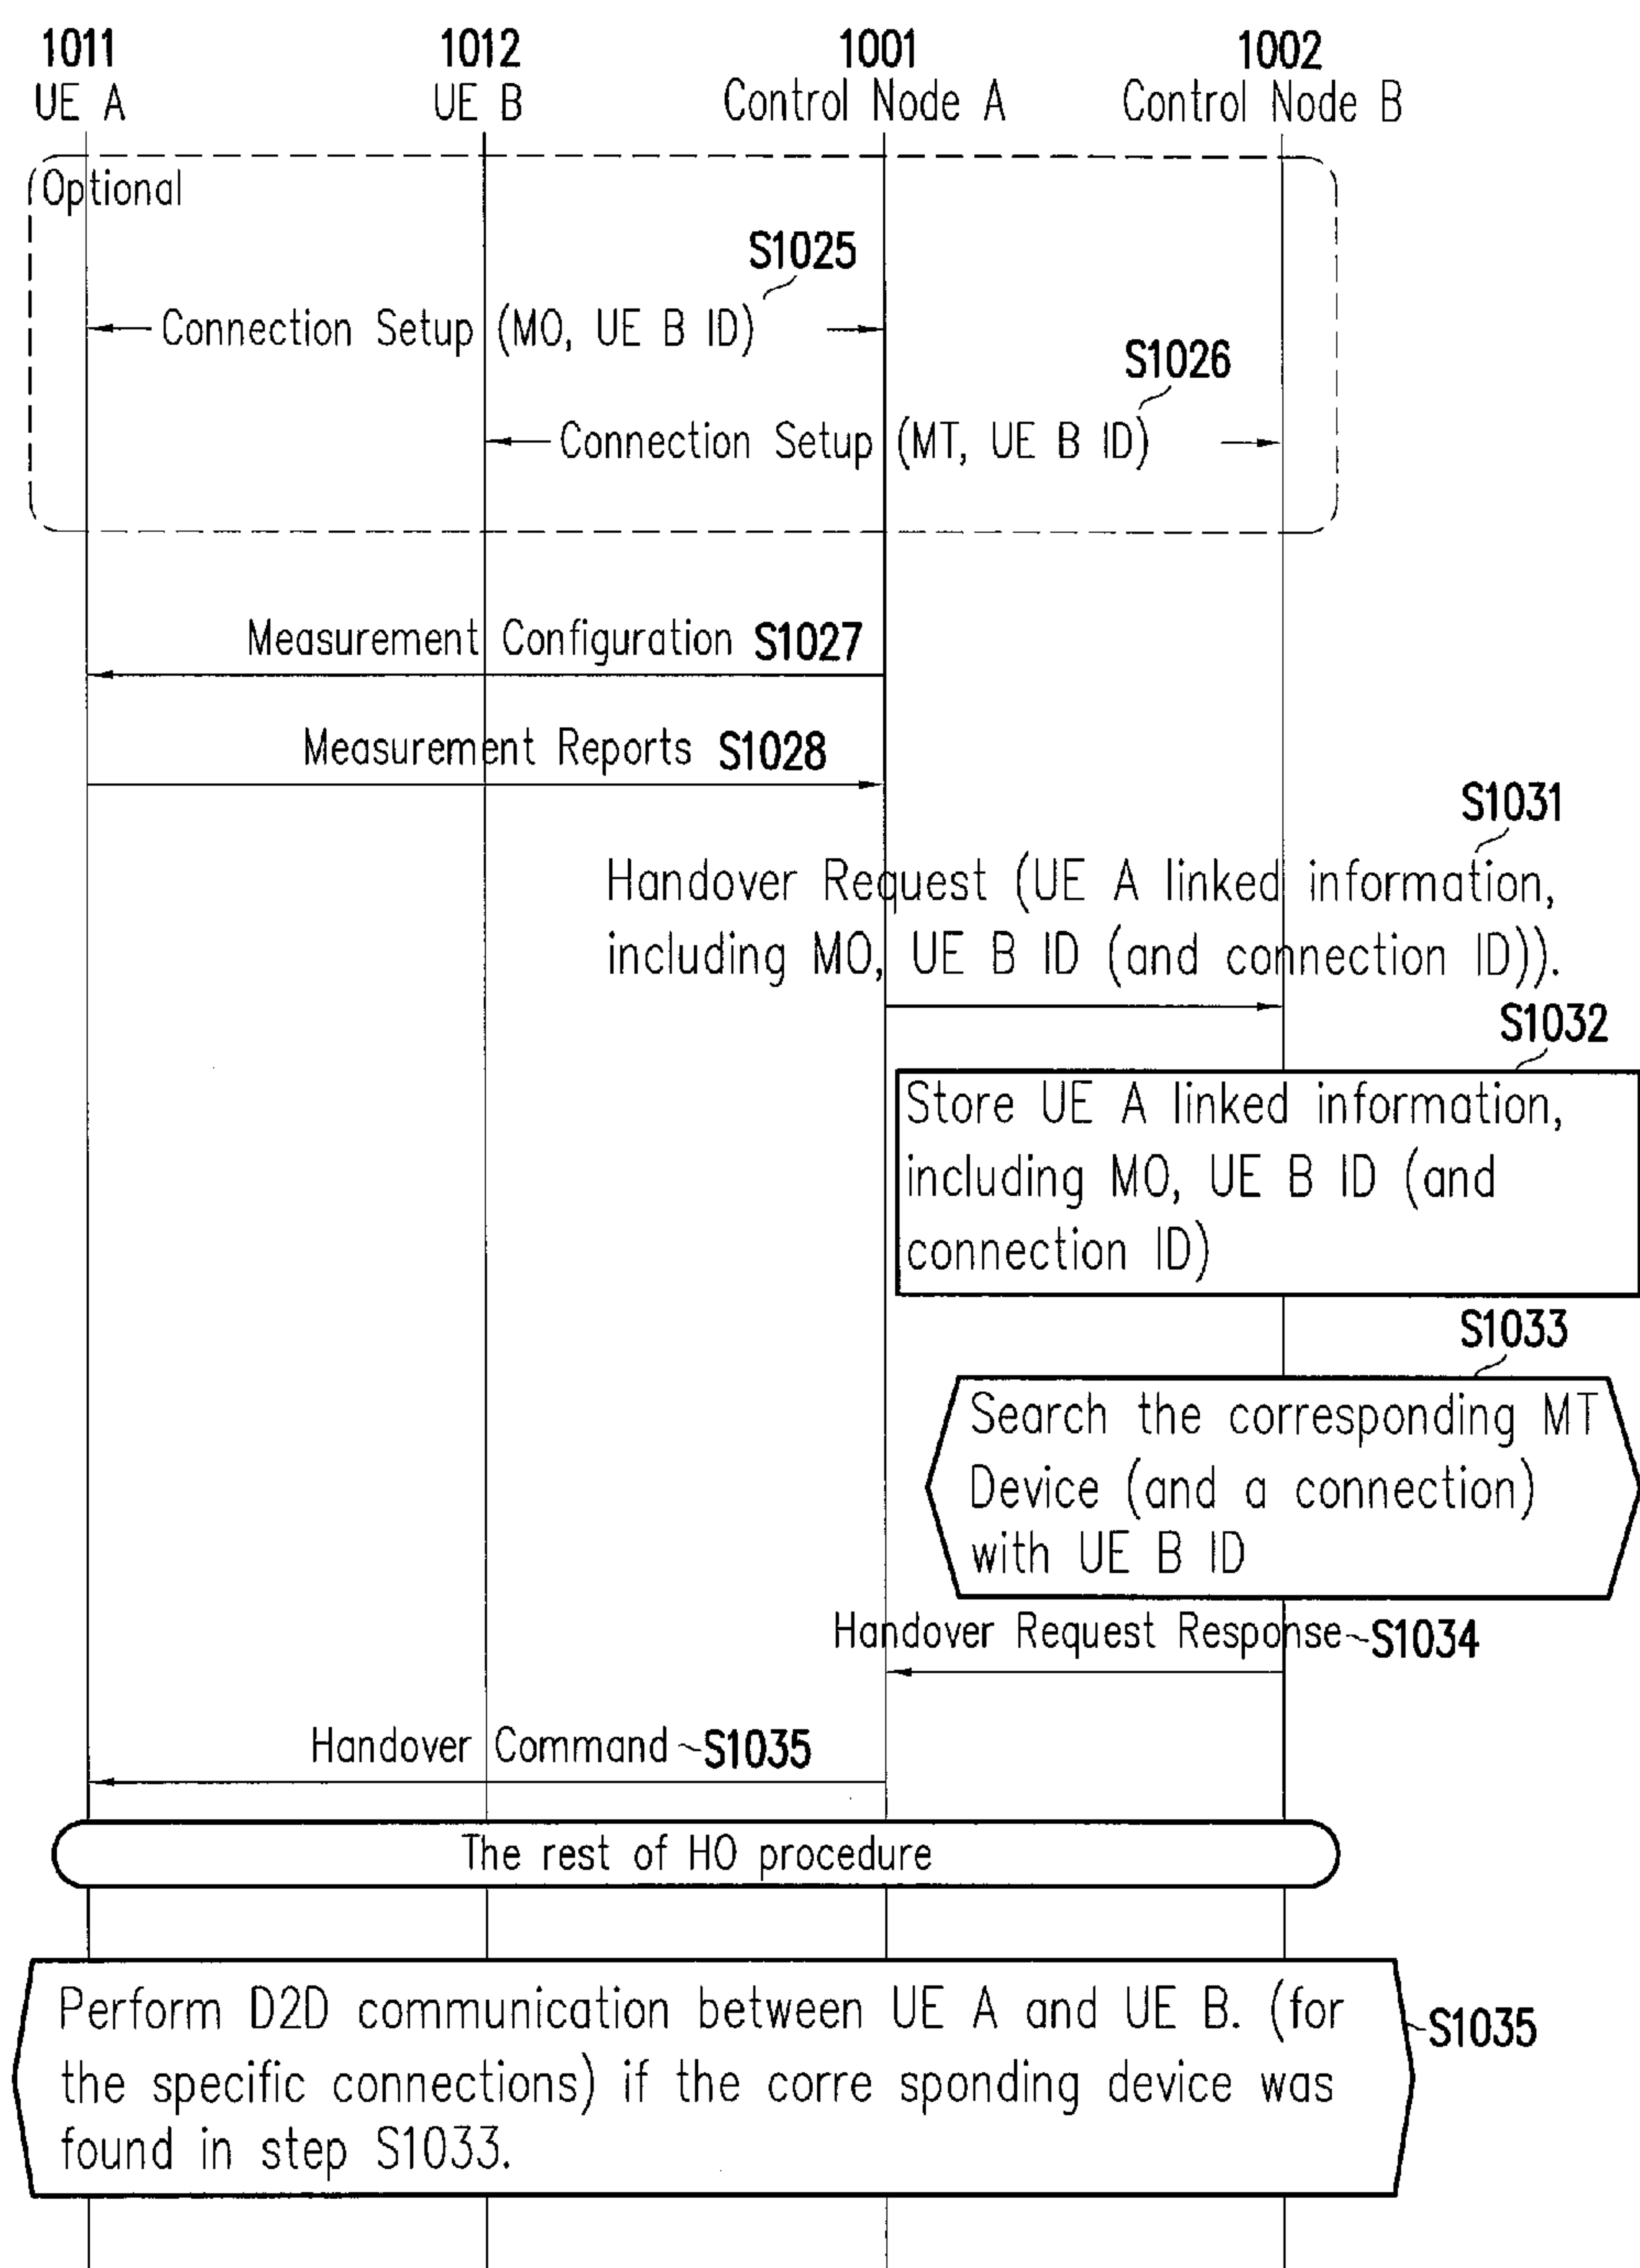 1011 1012 1001 1002
UE A UE B Control Node A Control Node B
Optional
S1025
Connection Setup (MO, UE B ID)
S1026
Connection Setup (MT, UE B ID)
Measurement Configuration S1027
Measurement Reports S1028
S1031
Handover Request (UE A linked information,
including MO, UE B ID (and connection ID)).
S1032
Store UE A linked information,
including MO, UE B ID (and
connection ID)
S1033
Search the corresponding MT
Device (and a connection)
with UE B ID
Handover Request Response S1034
Handover Command S1035
The rest of HO procedure
Perform D2D communication between UE A and UE B. (for
the specific connections) if the corre sponding device was
found in step S1033.
S1035